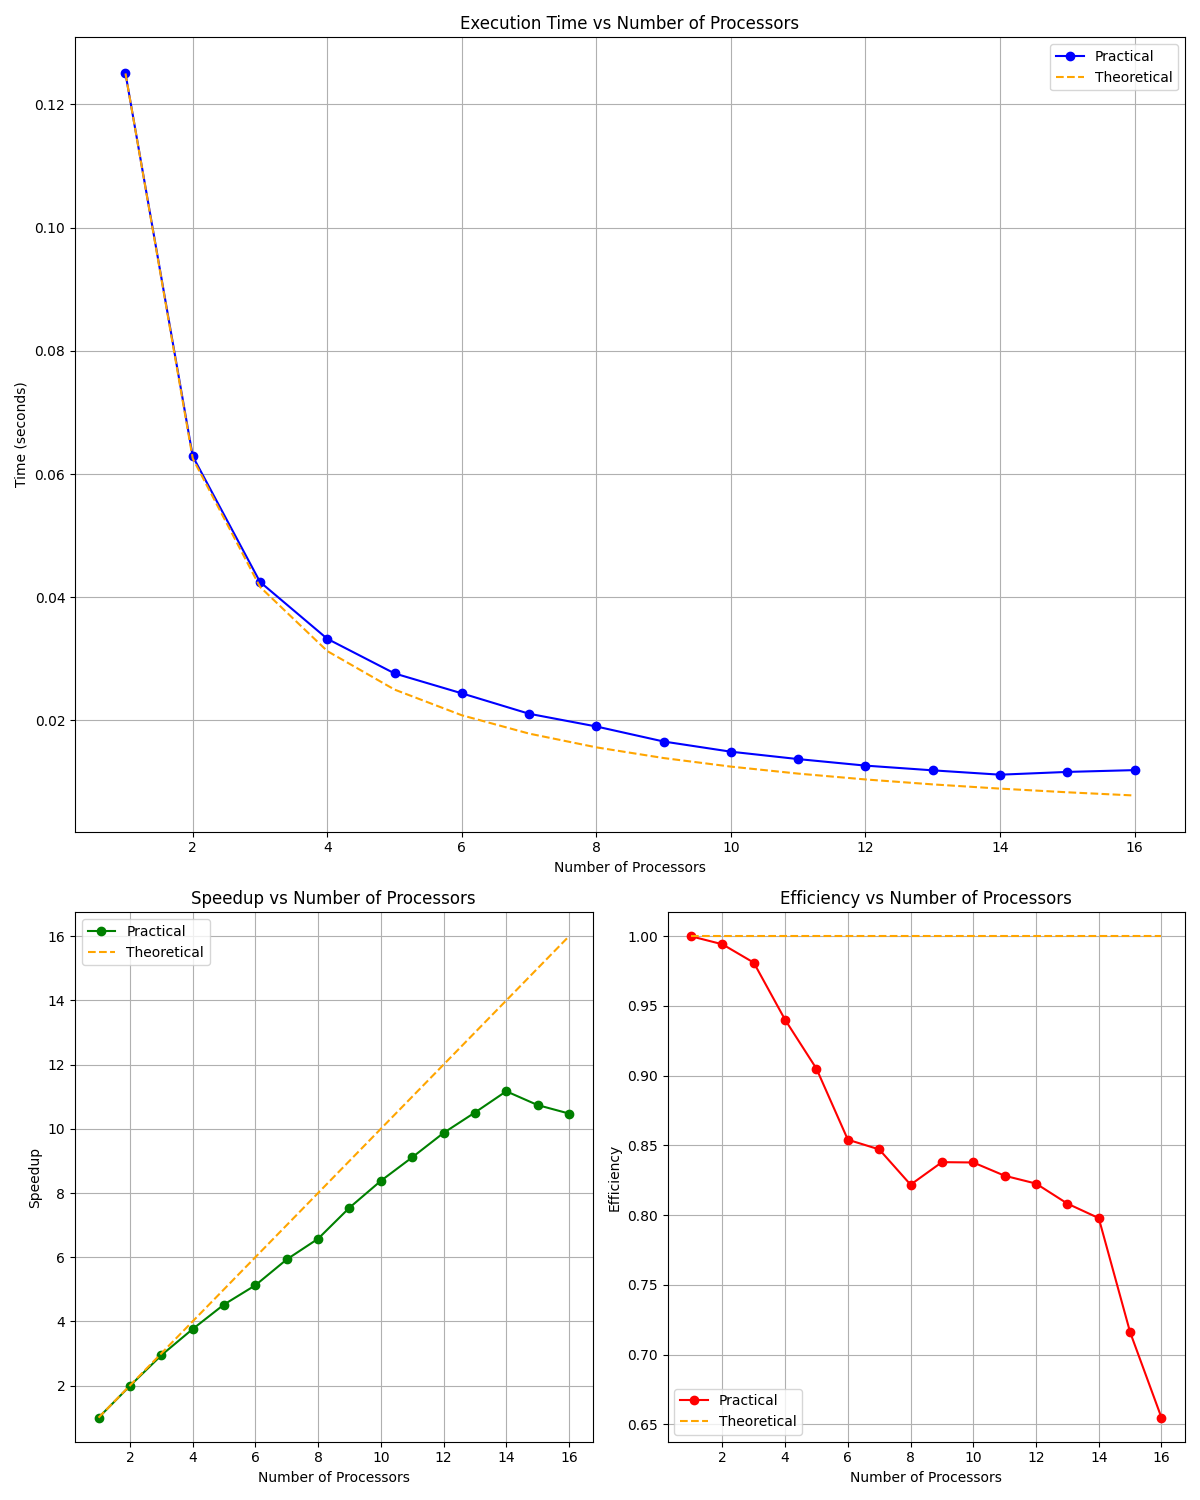 Execution Time vs Number of Processors
Practical
Theoretical
0.12
0.10
0.08
0.06
0.04
0.02
Time (seconds)
2 4 6 8 10 12 14 16
Number of Processors
Speedup vs Number of Processors
Practical
Theoretical
16
14
12
10
8
6
4
2
Speedup
2 4 6 8 10 12 14 16
Number of Processors
Efficiency vs Number of Processors
1.00
0.95
0.90
0.85
0.80
0.75
0.70
0.65
Efficiency
Practical
Theoretical
2 4 6 8 10 12 14 16
Number of Processors